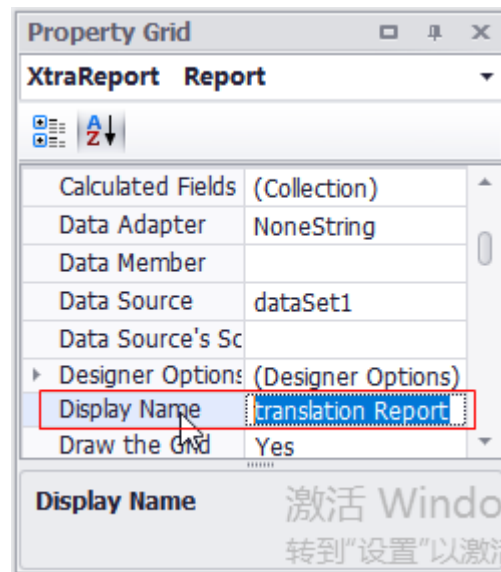 Property Grid
XtraReport Report
Calculated Fields (Collection)
Data Adapter NoneString
Data Member
Data Source dataSet1
Data Source's Sc
Designer Options (Designer Options)
Display Name translation Report
Draw the Grid Yes
Display Name
激活 Windo
转到"设置"以激活